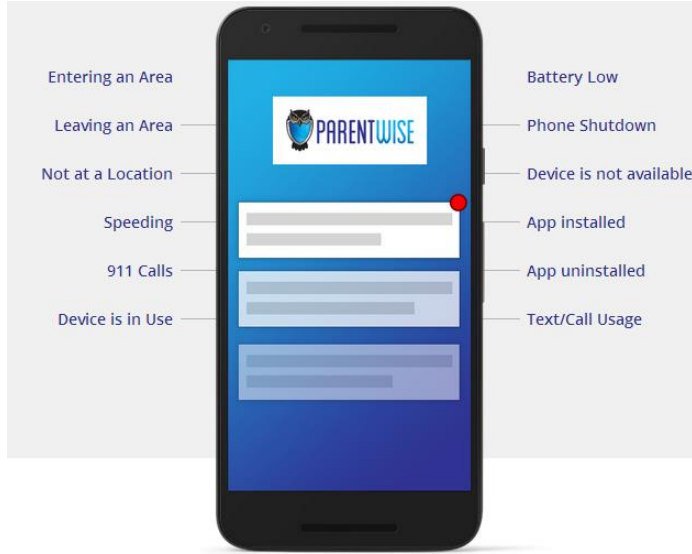 Entering an Area
Leaving an Area
Not at a Location
Speeding
911 Calls
Device is in Use
PARENTWISE
Battery Low
Phone Shutdown
Device is not available
App installed
App uninstalled
Text/Call Usage